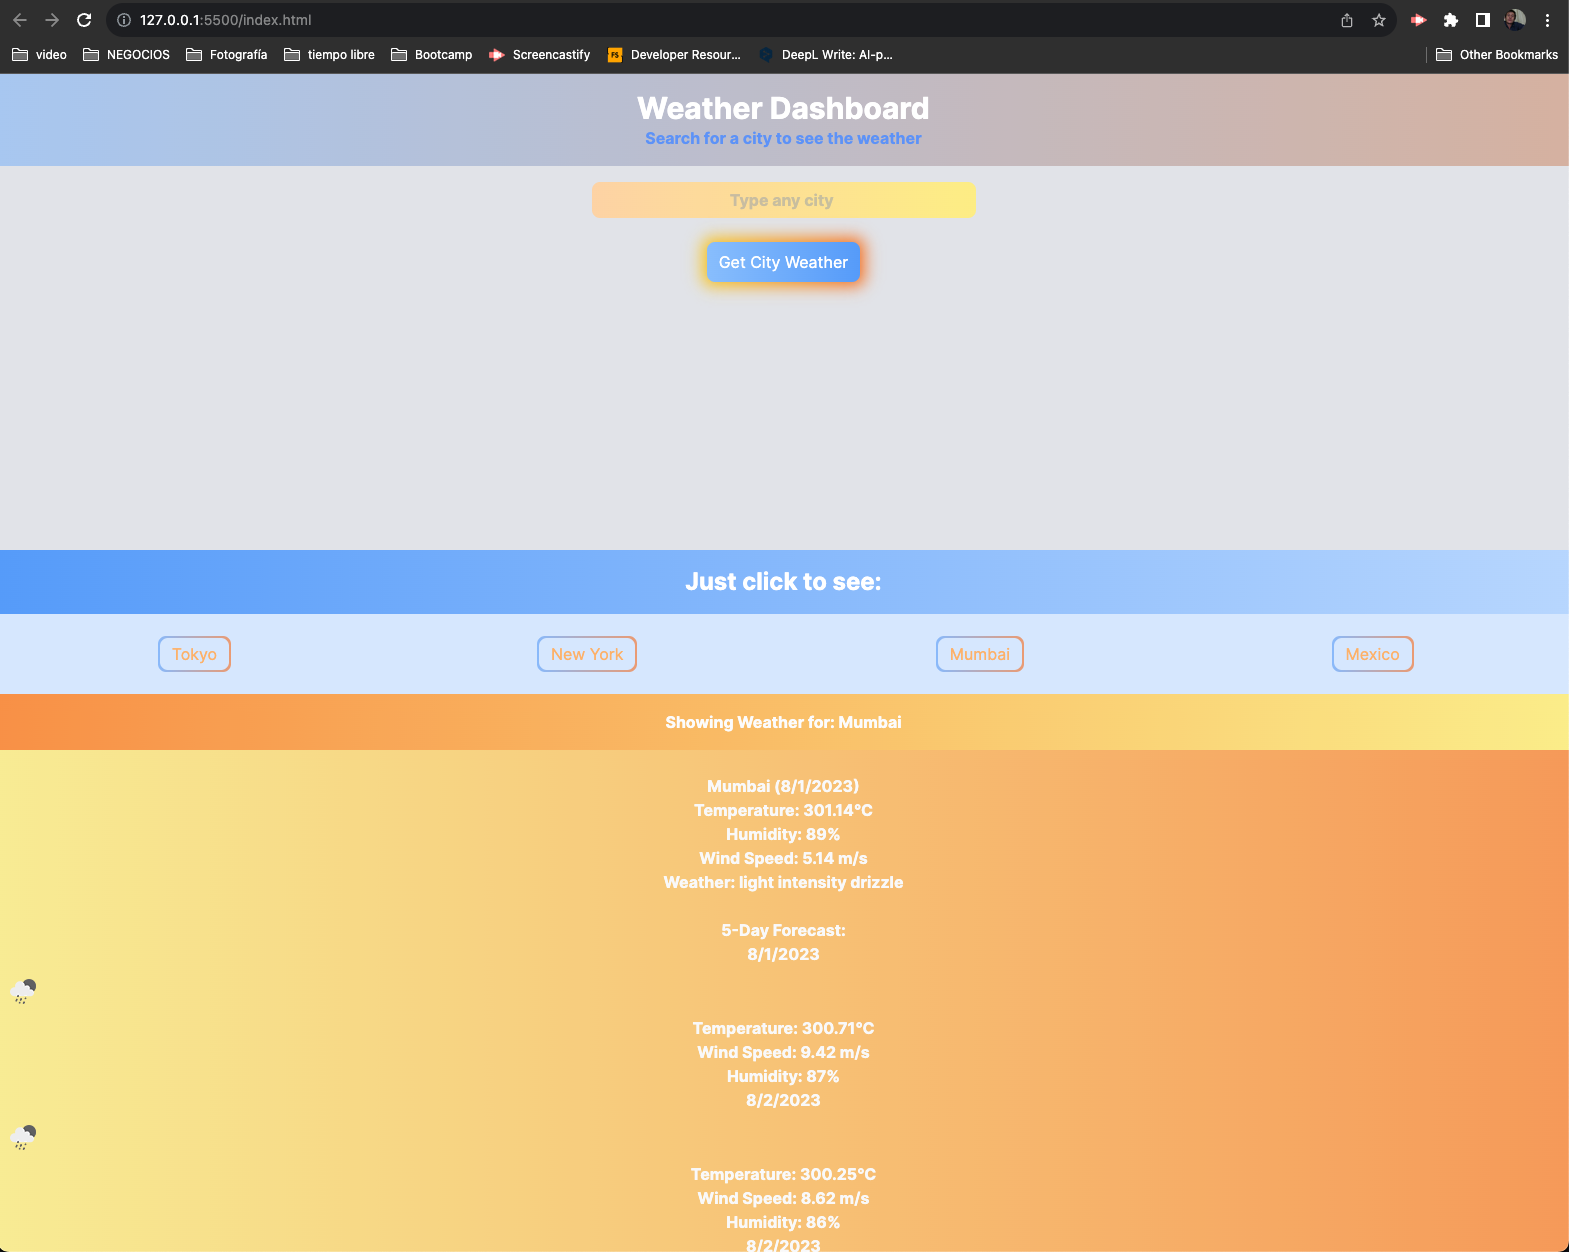 127.0.0.1:5500/index.html
video NEGOCIOS Fotografía tiempo libre Bootcamp Screencastify FS Developer Resour... DeepL Write: AI-p... Other Bookmarks
Weather Dashboard
Search for a city to see the weather
Type any city
Get City Weather
Just click to see:
Tokyo New York Mumbai Mexico
Showing Weather for: Mumbai
Mumbai (8/1/2023)
Temperature: 301.14°C
Humidity: 89%
Wind Speed: 5.14 m/s
Weather: light intensity drizzle
5-Day Forecast:
8/1/2023
Temperature: 300.71°C
Wind Speed: 9.42 m/s
Humidity: 87%
8/2/2023
Temperature: 300.25°C
Wind Speed: 8.62 m/s
Humidity: 86%
8/2/2023